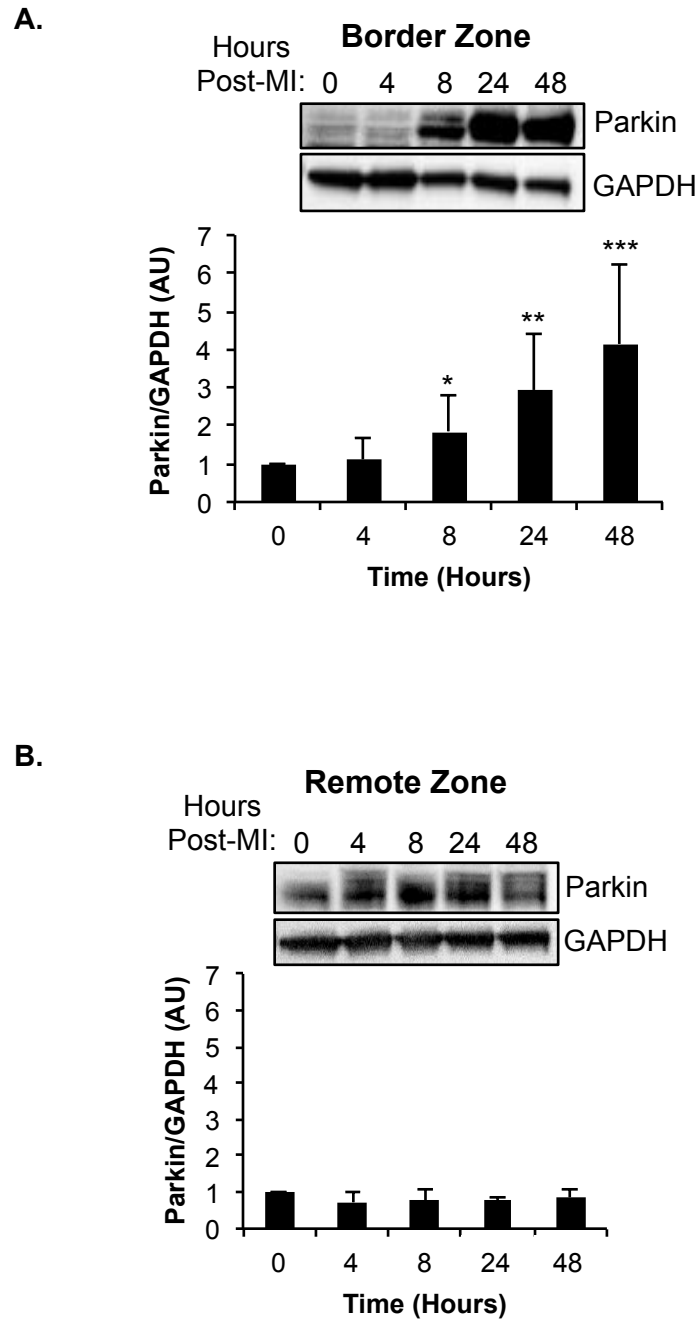 A.
Border Zone
Hours
Post-MI: 0 4 8 24 48
Parkin
GAPDH
Parkin/GAPDH (AU)
7
6
5
4
3
2
1
0
* ** ***
0 4 8 24 48
Time (Hours)
B.
Remote Zone
Hours
Post-MI: 0 4 8 24 48
Parkin
GAPDH
Parkin/GAPDH (AU)
7
6
5
4
3
2
1
0
0 4 8 24 48
Time (Hours)